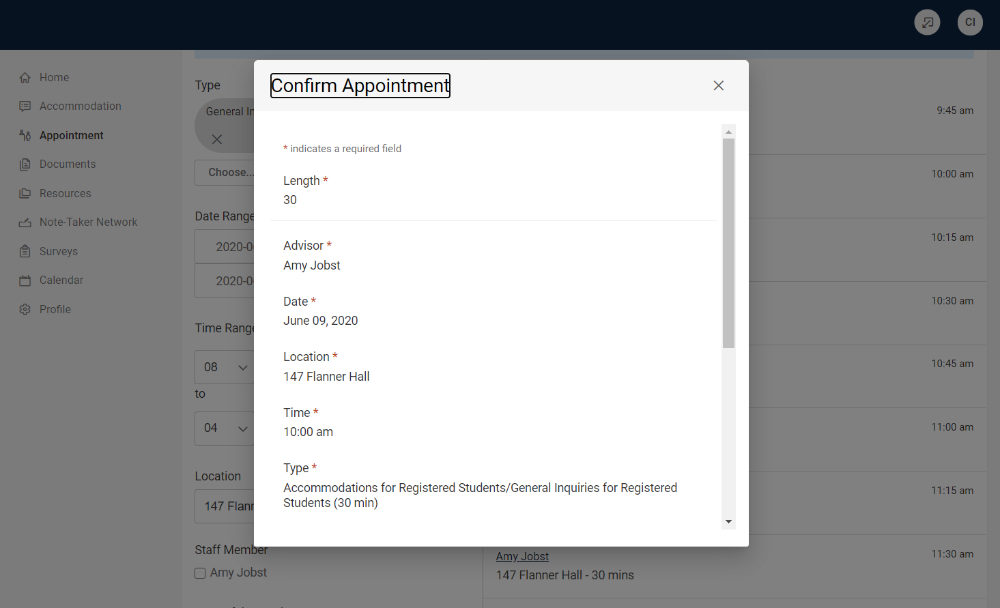 CI
Home
Accommodation
Appointment
Documents
Resources
Note-Taker Network
Surveys
Calendar
Profile
Type
General In
Choose...
Date Range
2020-0
2020-0
Time Range
08
to
04
Location
147 Flann
Staff Member
Amy Jobst
Confirm Appointment
* indicates a required field
Length *
30
Advisor *
Amy Jobst
Date *
June 09, 2020
Location *
147 Flanner Hall
Time *
10:00 am
Type *
Accommodations for Registered Students/General Inquiries for Registered
Students (30 min)
9:45 am
10:00 am
10:15 am
10:30 am
10:45 am
11:00 am
11:15 am
Amy Jobst
11:30 am
147 Flanner Hall - 30 mins